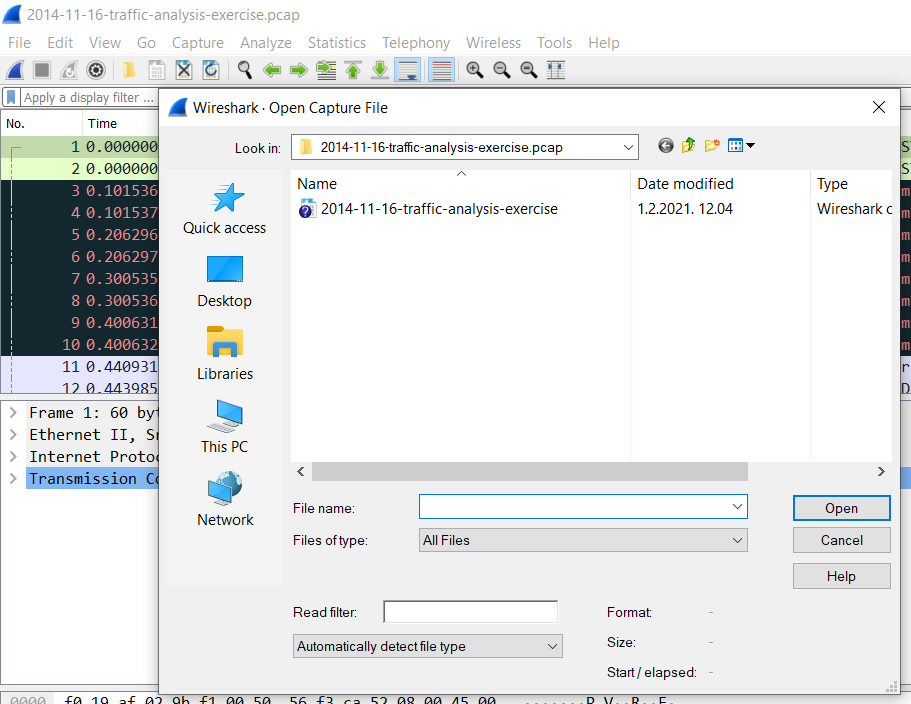 2014-11-16-traffic-analysis-exercise.pcap
File Edit View Go Capture Analyze Statistics Telephony Wireless Tools Help
Apply a display filter ...
Wireshark · Open Capture File
No. Time
Look in: 2014-11-16-traffic-analysis-exercise.pcap
1 0.000000
2 0.000000
3 0.101536
4 0.101537
5 0.206296
6 0.206297
7 0.300535
8 0.300536
9 0.400631
10 0.400632
11 0.440931
12 0.443985
Name Date modified Type
2014-11-16-traffic-analysis-exercise 1.2.2021. 12.04 Wireshark c
Quick access
Desktop
Libraries
This PC
Network
Frame 1: 60 by
Ethernet II, Sr
Internet Protoc
Transmission Co
File name: Open
Files of type: All Files Cancel
Help
Read filter: Format: -
Automatically detect file type Size: -
Start / elapsed: -
0000 f0 19 af 02 9b f1 00 50 56 f3 ca 52 08 00 45 00